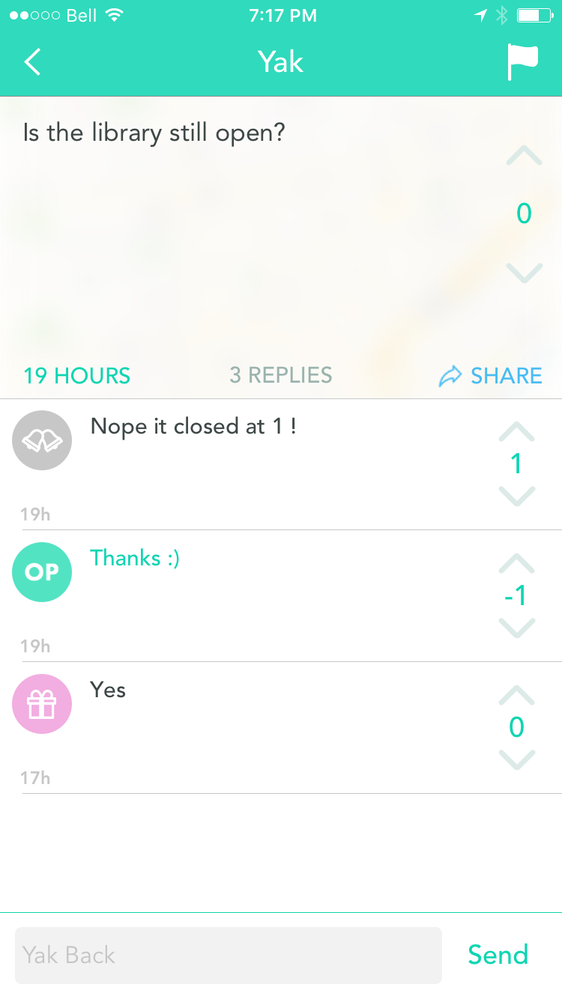 Bell 7:17 PM
Yak
Is the library still open?
0
19 HOURS 3 REPLIES SHARE
Nope it closed at 1 !
1
19h
OP Thanks :)
-1
19h
Yes
0
17h
Yak Back Send